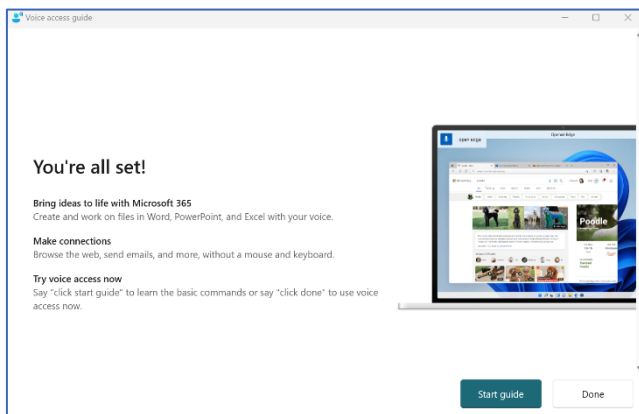 Voice access guide
You're all set!
Bring ideas to life with Microsoft 365
Create and work on files in Word, PowerPoint, and Excel with your voice.
Make connections
Browse the web, send emails, and more, without a mouse and keyboard.
Try voice access now
Say "click start guide" to learn the basic commands or say "click done" to use voice
access now.
open edge
Opened Edge
Poodle
Start guide
Done